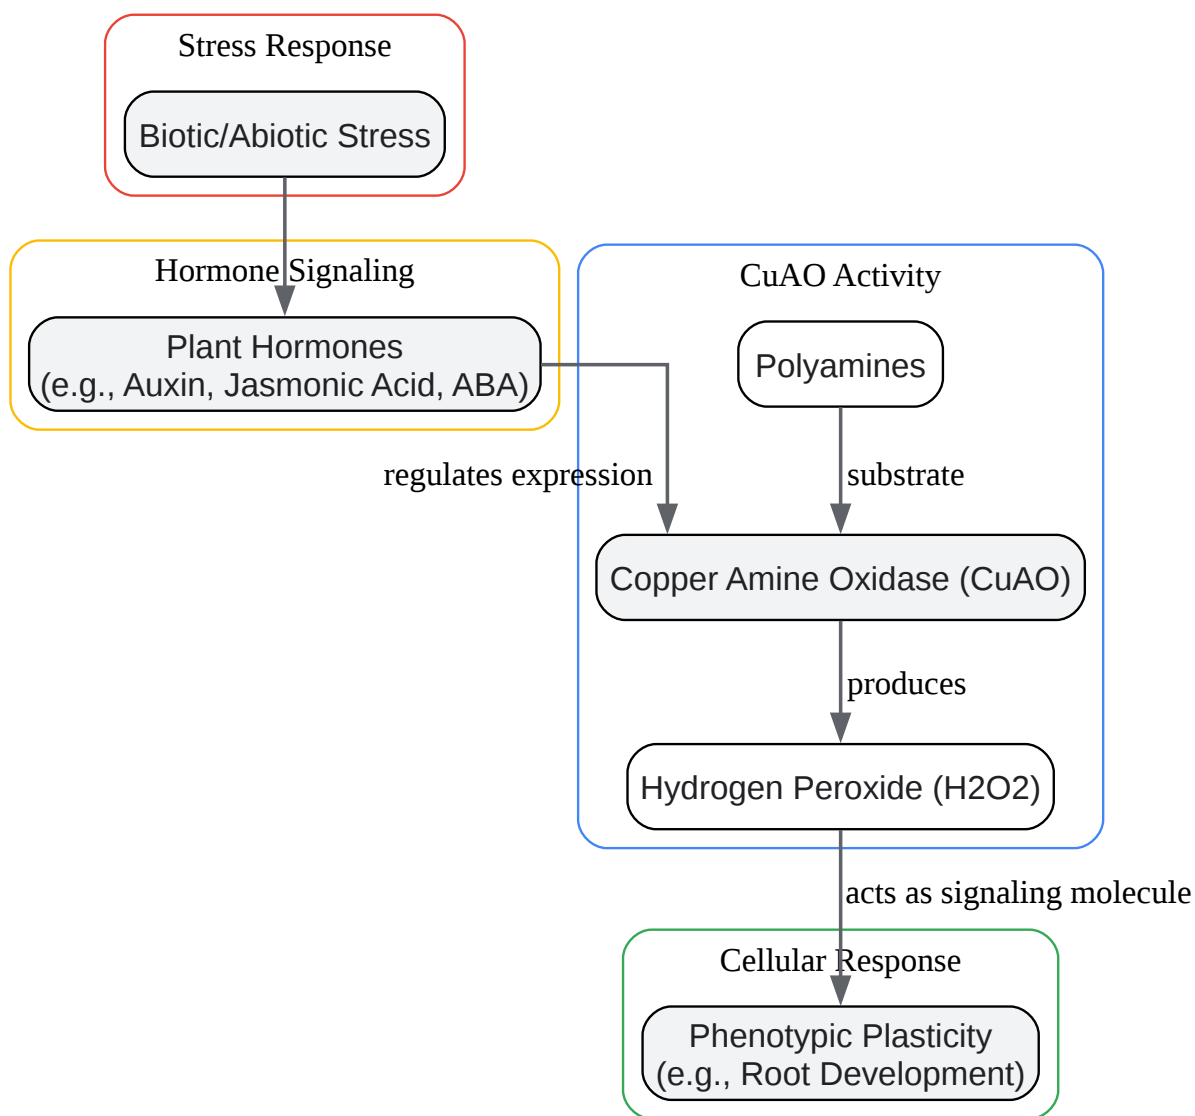 Stress Response
Biotic/Abiotic Stress
Hormone Signaling
Plant Hormones
(e.g., Auxin, Jasmonic Acid, ABA)
CuAO Activity
Polyamines
regulates expression
substrate
Copper Amine Oxidase (CuAO)
produces
Hydrogen Peroxide (H2O2)
acts as signaling molecule
Cellular Response
Phenotypic Plasticity
(e.g., Root Development)